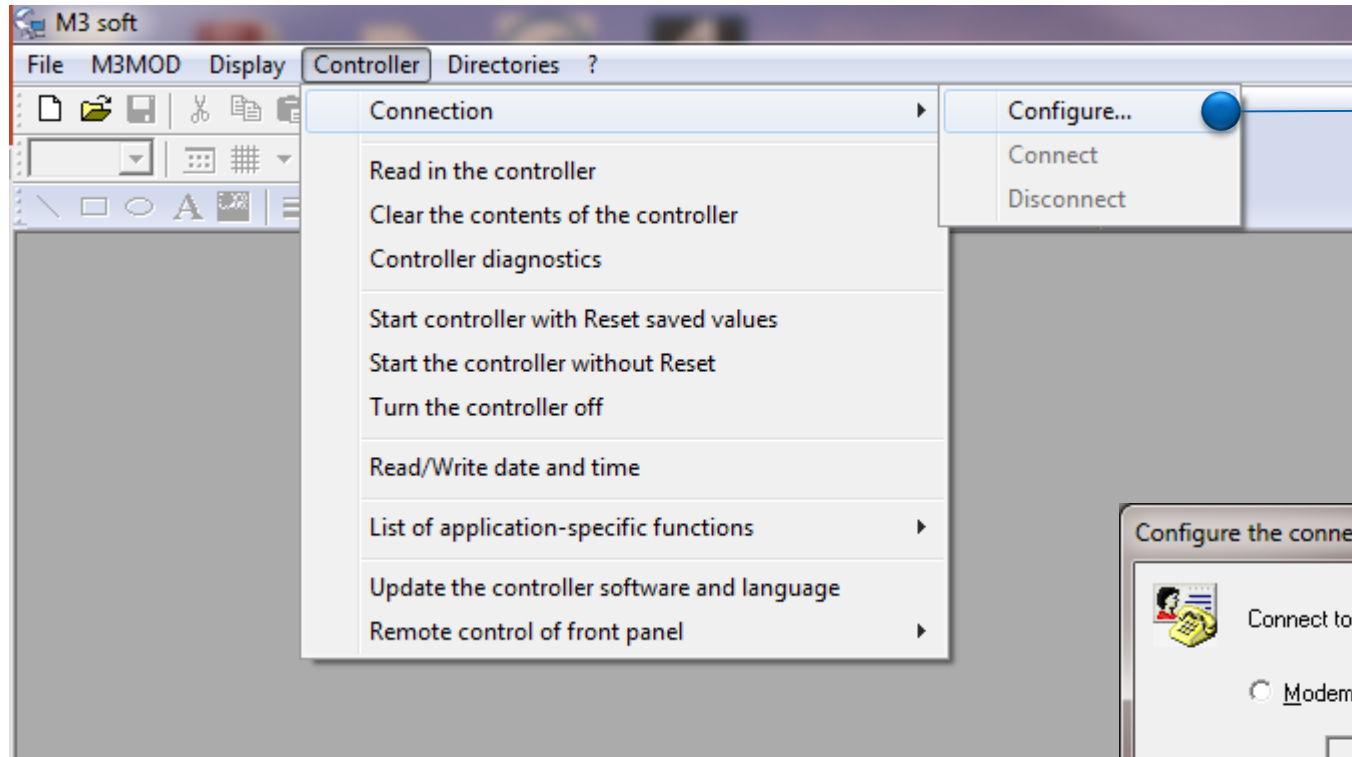 M3 soft
File M3MOD Display Controller Directories ?
Connection
Configure...
Connect
Disconnect
Read in the controller
Clear the contents of the controller
Controller diagnostics
Start controller with Reset saved values
Start the controller without Reset
Turn the controller off
Read/Write date and time
List of application-specific functions
Update the controller software and language
Remote control of front panel
Configure the conne
Connect to
Modem